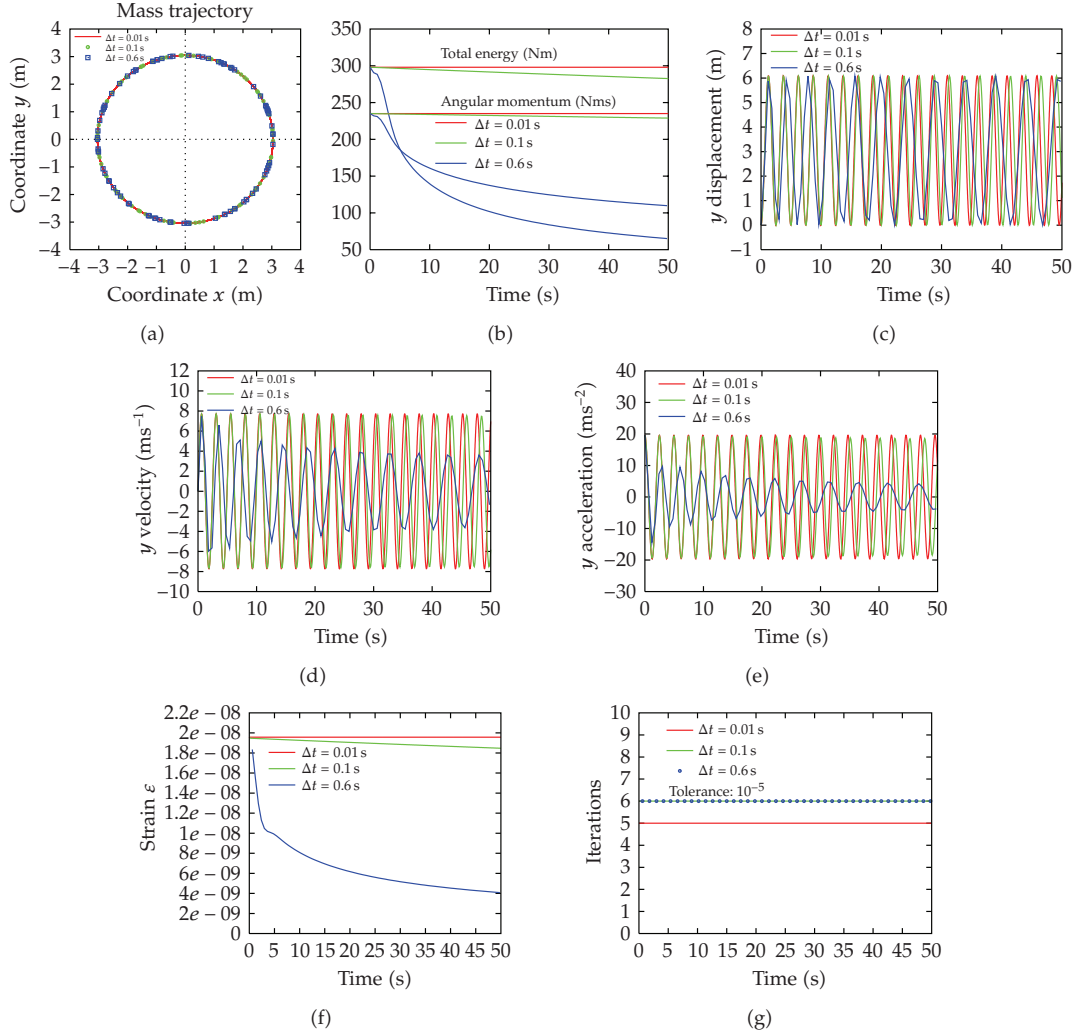 Mass trajectory
Δt = 0.01 s
Δt = 0.1 s
Δt = 0.6 s
Coordinate y (m)
4
3
2
1
0
−1
−2
−3
−4
−4 −3 −2 −1 0 1 2 3 4
Coordinate x (m)
(a)
350
300
250
200
150
100
50
Total energy (Nm)
Angular momentum (Nms)
Δt = 0.01 s
Δt = 0.1 s
Δt = 0.6 s
0 10 20 30 40 50
Time (s)
(b)
y displacement (m)
8
7
6
5
4
3
2
1
0
−1
Δt = 0.01 s
Δt = 0.1 s
Δt = 0.6 s
0 10 20 30 40 50
Time (s)
(c)
y velocity (ms−1)
12
10
8
6
4
2
0
−2
−4
−6
−8
−10
Δt = 0.01 s
Δt = 0.1 s
Δt = 0.6 s
0 10 20 30 40 50
Time (s)
(d)
y acceleration (ms−2)
40
30
20
10
0
−10
−20
−30
Δt = 0.01 s
Δt = 0.1 s
Δt = 0.6 s
0 10 20 30 40 50
Time (s)
(e)
Strain ε
2.2e − 08
2e − 08
1.8e − 08
1.6e − 08
1.4e − 08
1.2e − 08
1e − 08
8e − 09
6e − 09
4e − 09
2e − 09
0
Δt = 0.01 s
Δt = 0.1 s
Δt = 0.6 s
0 5 10 15 20 25 30 35 40 45 50
Time (s)
(f)
Iterations
10
9
8
7
6
5
4
3
2
1
0
Δt = 0.01 s
Δt = 0.1 s
Δt = 0.6 s
Tolerance: 10−5
0 5 10 15 20 25 30 35 40 45 50
Time (s)
(g)